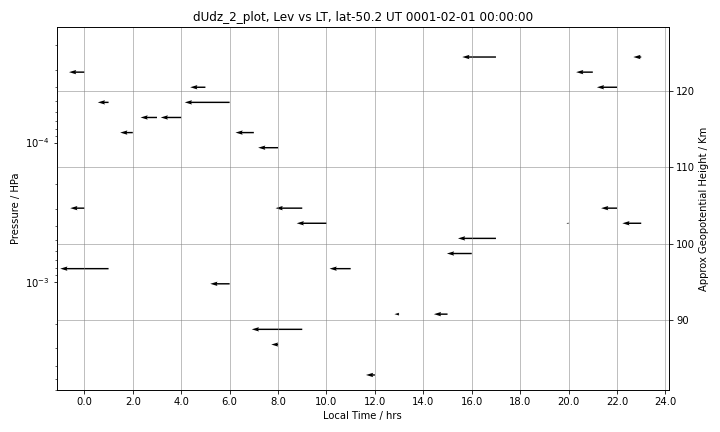 dUdz_2_plot, Lev vs LT, lat-50.2 UT 0001-02-01 00:00:00
Pressure / HPa
10⁻⁴
10⁻³
120
110
100
90
Approx Geopotential Height / Km
0.0 2.0 4.0 6.0 8.0 10.0 12.0 14.0 16.0 18.0 20.0 22.0 24.0
Local Time / hrs